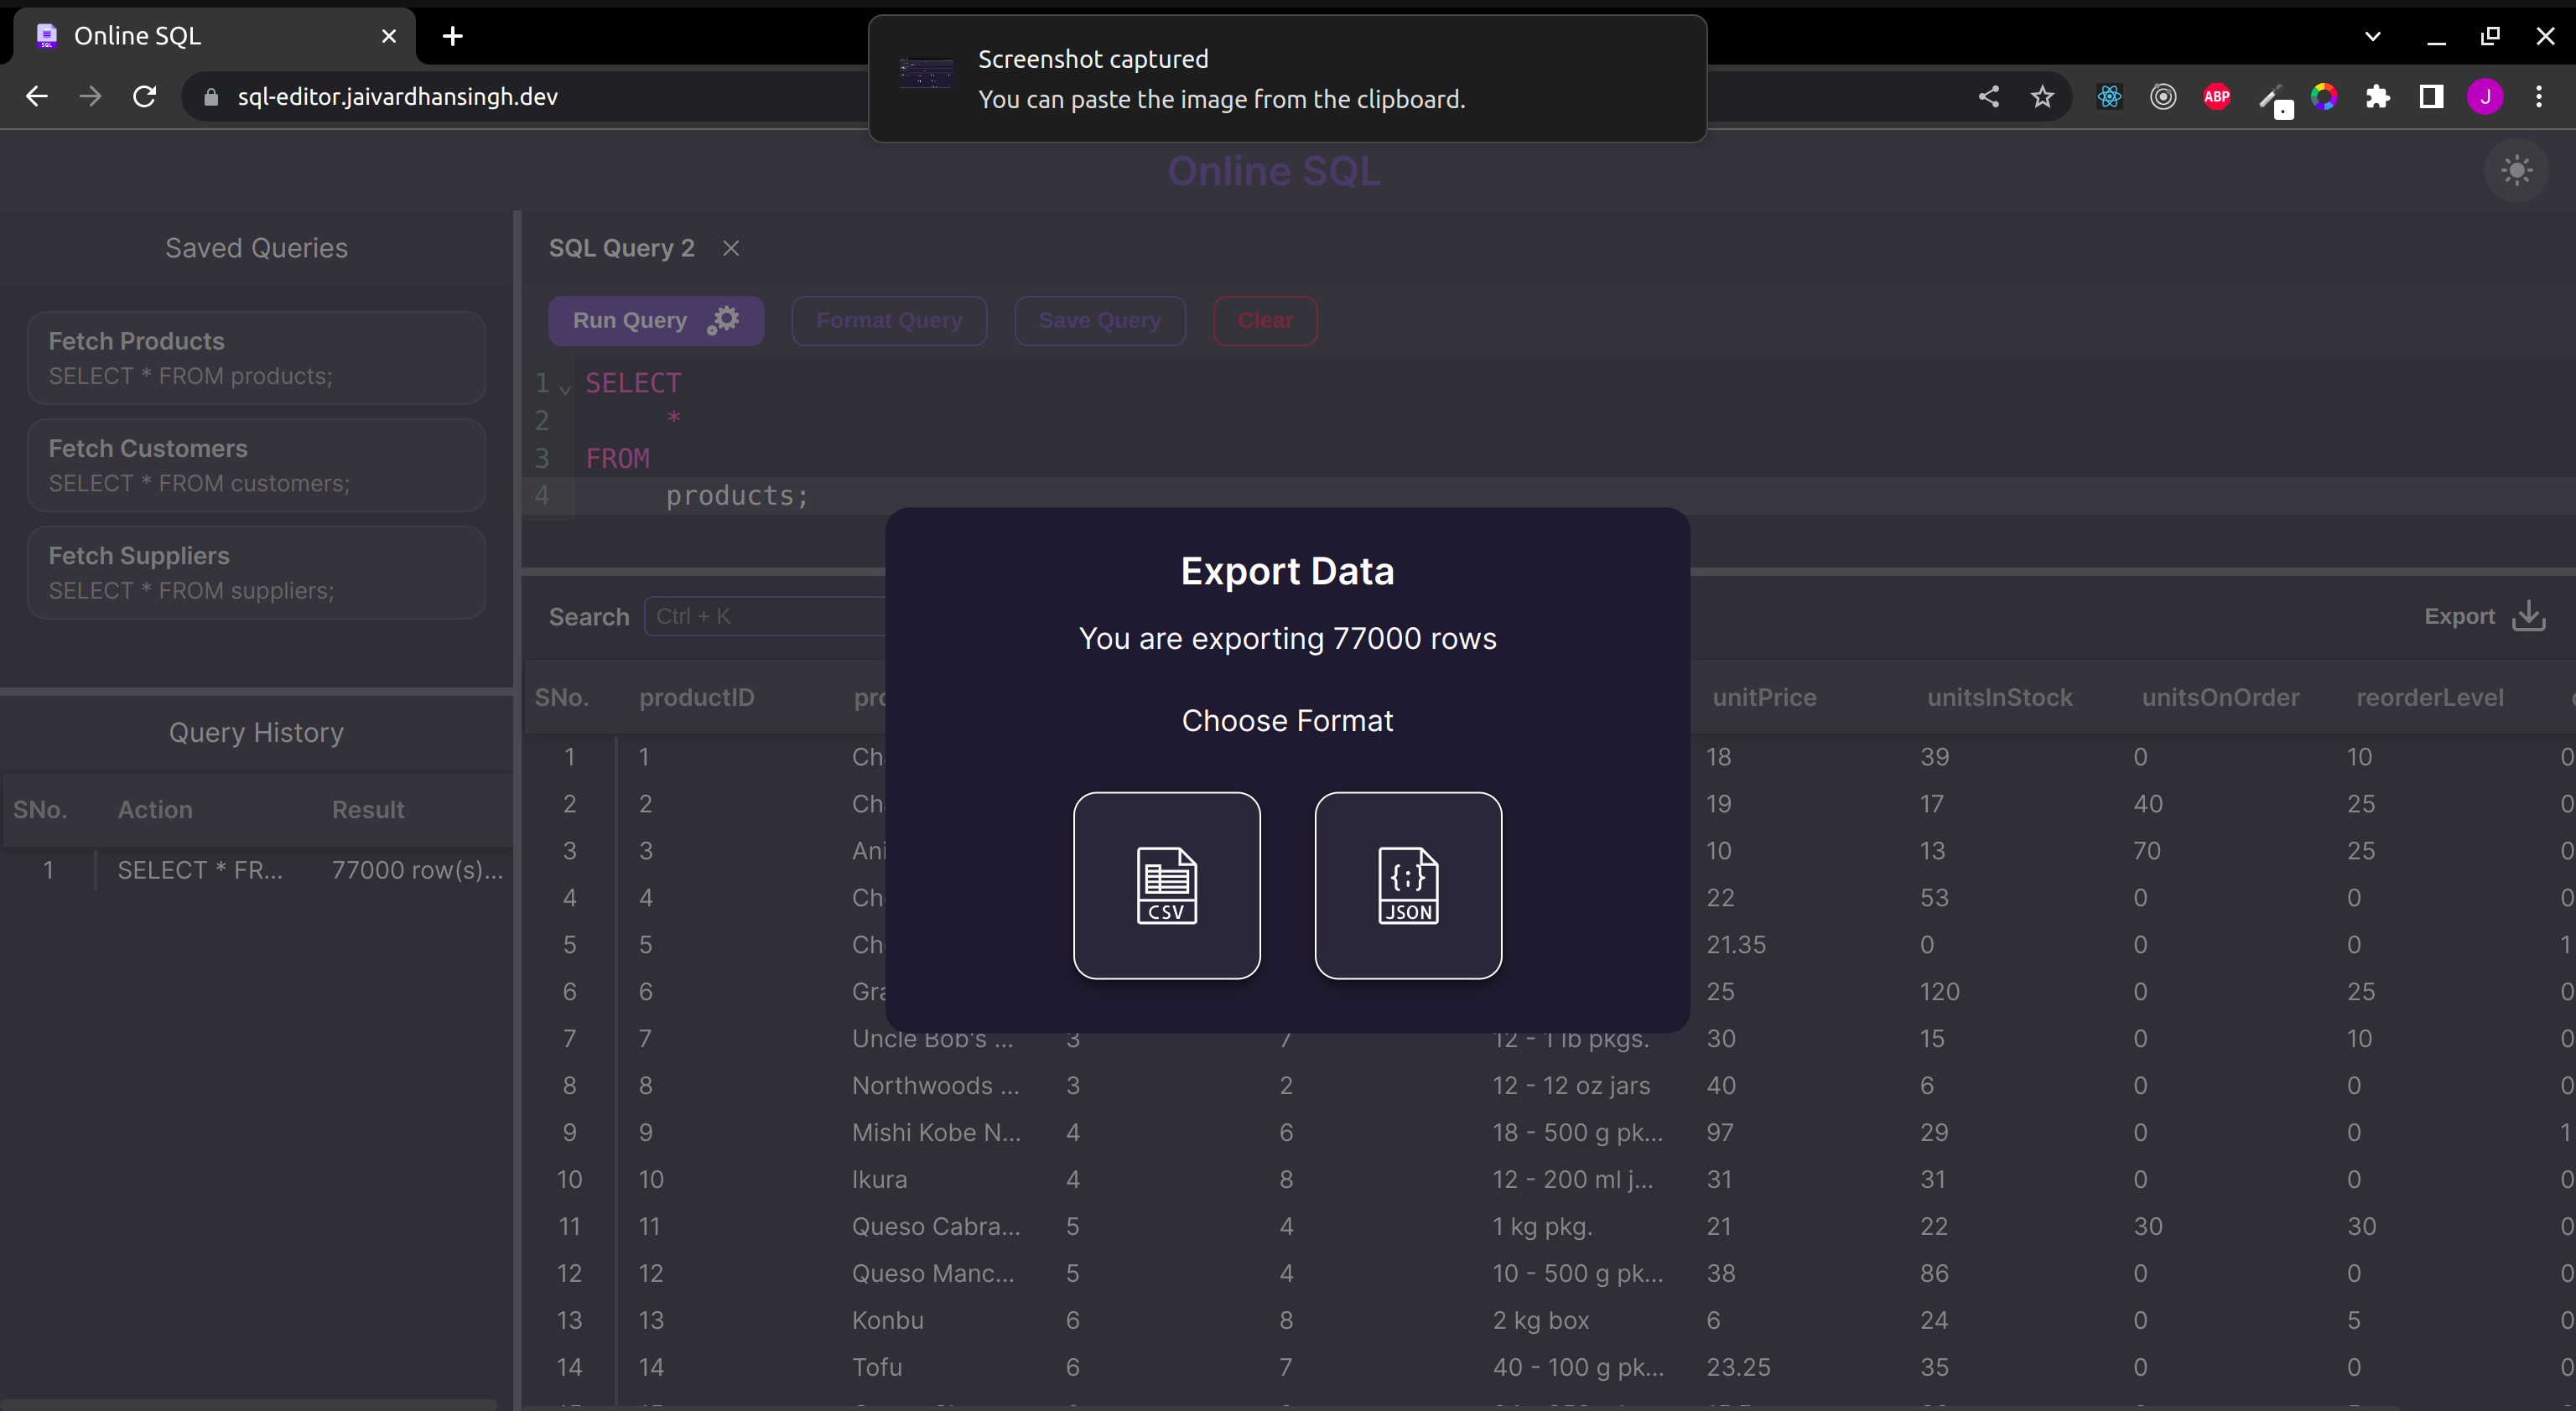 Online SQL
Screenshot captured
You can paste the image from the clipboard.
sql-editor.jaivardhansingh.dev
ABP
J
Online SQL
Saved Queries
Fetch Products
SELECT * FROM products;
Fetch Customers
SELECT * FROM customers;
Fetch Suppliers
SELECT * FROM suppliers;
Query History
SNo. Action Result
1 SELECT * FR... 77000 row(s)...
SQL Query 2
Run Query Format Query Save Query Clear
1 SELECT
2 *
3 FROM
4 products;
Search Ctrl + K
Export
Export Data
You are exporting 77000 rows
Choose Format
CSV
{;} JSON
SNo. productID unitPrice unitsInStock unitsOnOrder reorderLevel
1 1 18 39 0 10 0
2 2 19 17 40 25 0
3 3 10 13 70 25 0
4 4 22 53 0 0 0
5 5 21.35 0 0 0 1
6 6 25 120 0 25 0
7 7 Uncle Bob's ... 3 7 12 - 1 lb pkgs. 30 15 0 10 0
8 8 Northwoods ... 3 2 12 - 12 oz jars 40 6 0 0 0
9 9 Mishi Kobe N... 4 6 18 - 500 g pk... 97 29 0 0 1
10 10 Ikura 4 8 12 - 200 ml j... 31 31 0 0 0
11 11 Queso Cabra... 5 4 1 kg pkg. 21 22 30 30 0
12 12 Queso Manc... 5 4 10 - 500 g pk... 38 86 0 0 0
13 13 Konbu 6 8 2 kg box 6 24 0 5 0
14 14 Tofu 6 7 40 - 100 g pk... 23.25 35 0 0 0